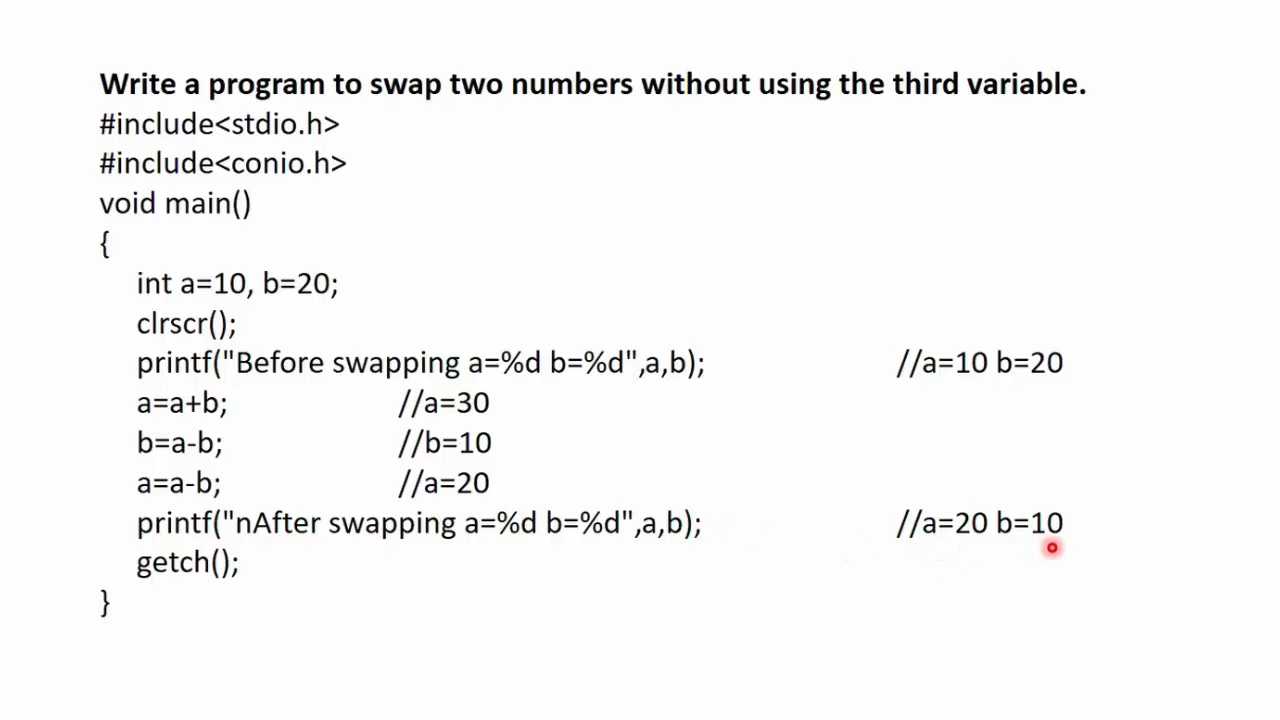 Write a program to swap two numbers without using the third variable.
#include<stdio.h>
#include<conio.h>
void main()
{
int a=10, b=20;
clrscr();
printf("Before swapping a=%d b=%d",a,b); //a=10 b=20
a=a+b; //a=30
b=a-b; //b=10
a=a-b; //a=20
printf("nAfter swapping a=%d b=%d",a,b); //a=20 b=10
getch();
}